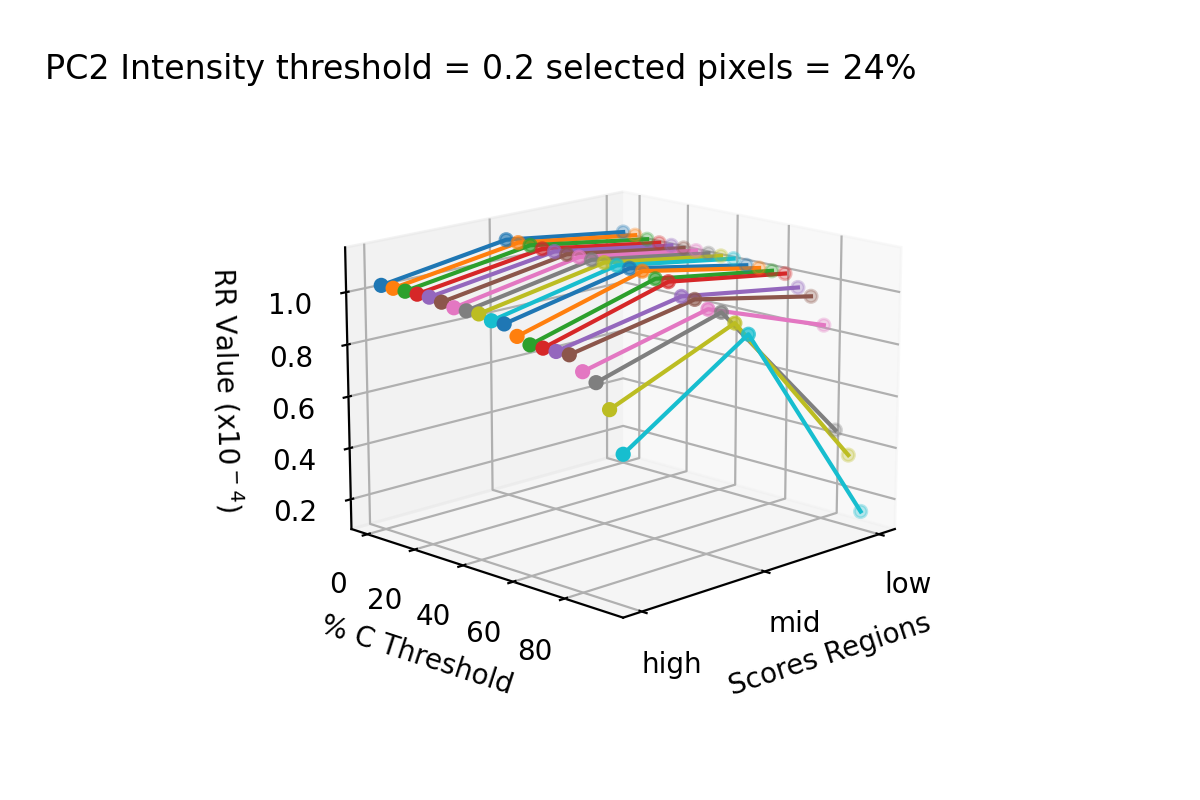 PC2 Intensity threshold = 0.2 selected pixels = 24%
RR Value (x10⁻⁴)
1.0
0.8
0.6
0.4
0.2
0
20
40
60
80
% C Threshold
high
mid
low
Scores Regions